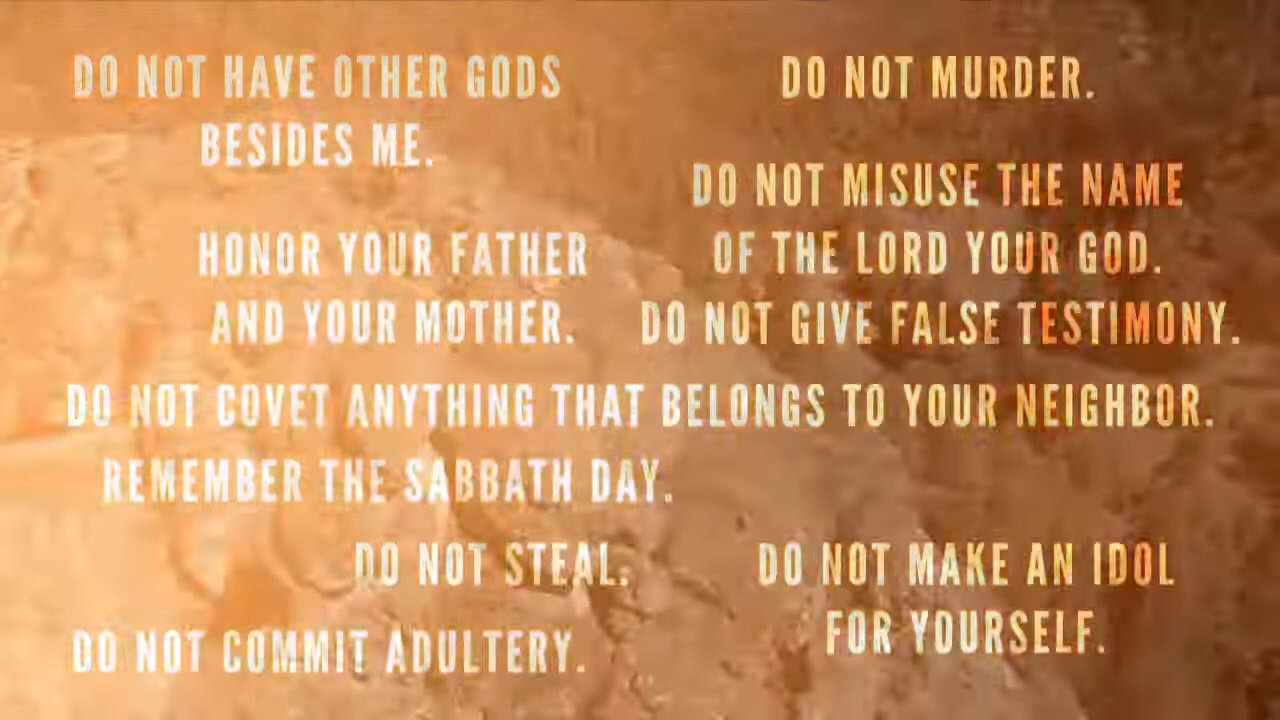 DO NOT HAVE OTHER GODS
BESIDES ME.
DO NOT MURDER.
DO NOT MISUSE THE NAME
OF THE LORD YOUR GOD.
HONOR YOUR FATHER
AND YOUR MOTHER.
DO NOT GIVE FALSE TESTIMONY.
DO NOT COVET ANYTHING THAT BELONGS TO YOUR NEIGHBOR.
REMEMBER THE SABBATH DAY.
DO NOT STEAL.
DO NOT MAKE AN IDOL
FOR YOURSELF.
DO NOT COMMIT ADULTERY.